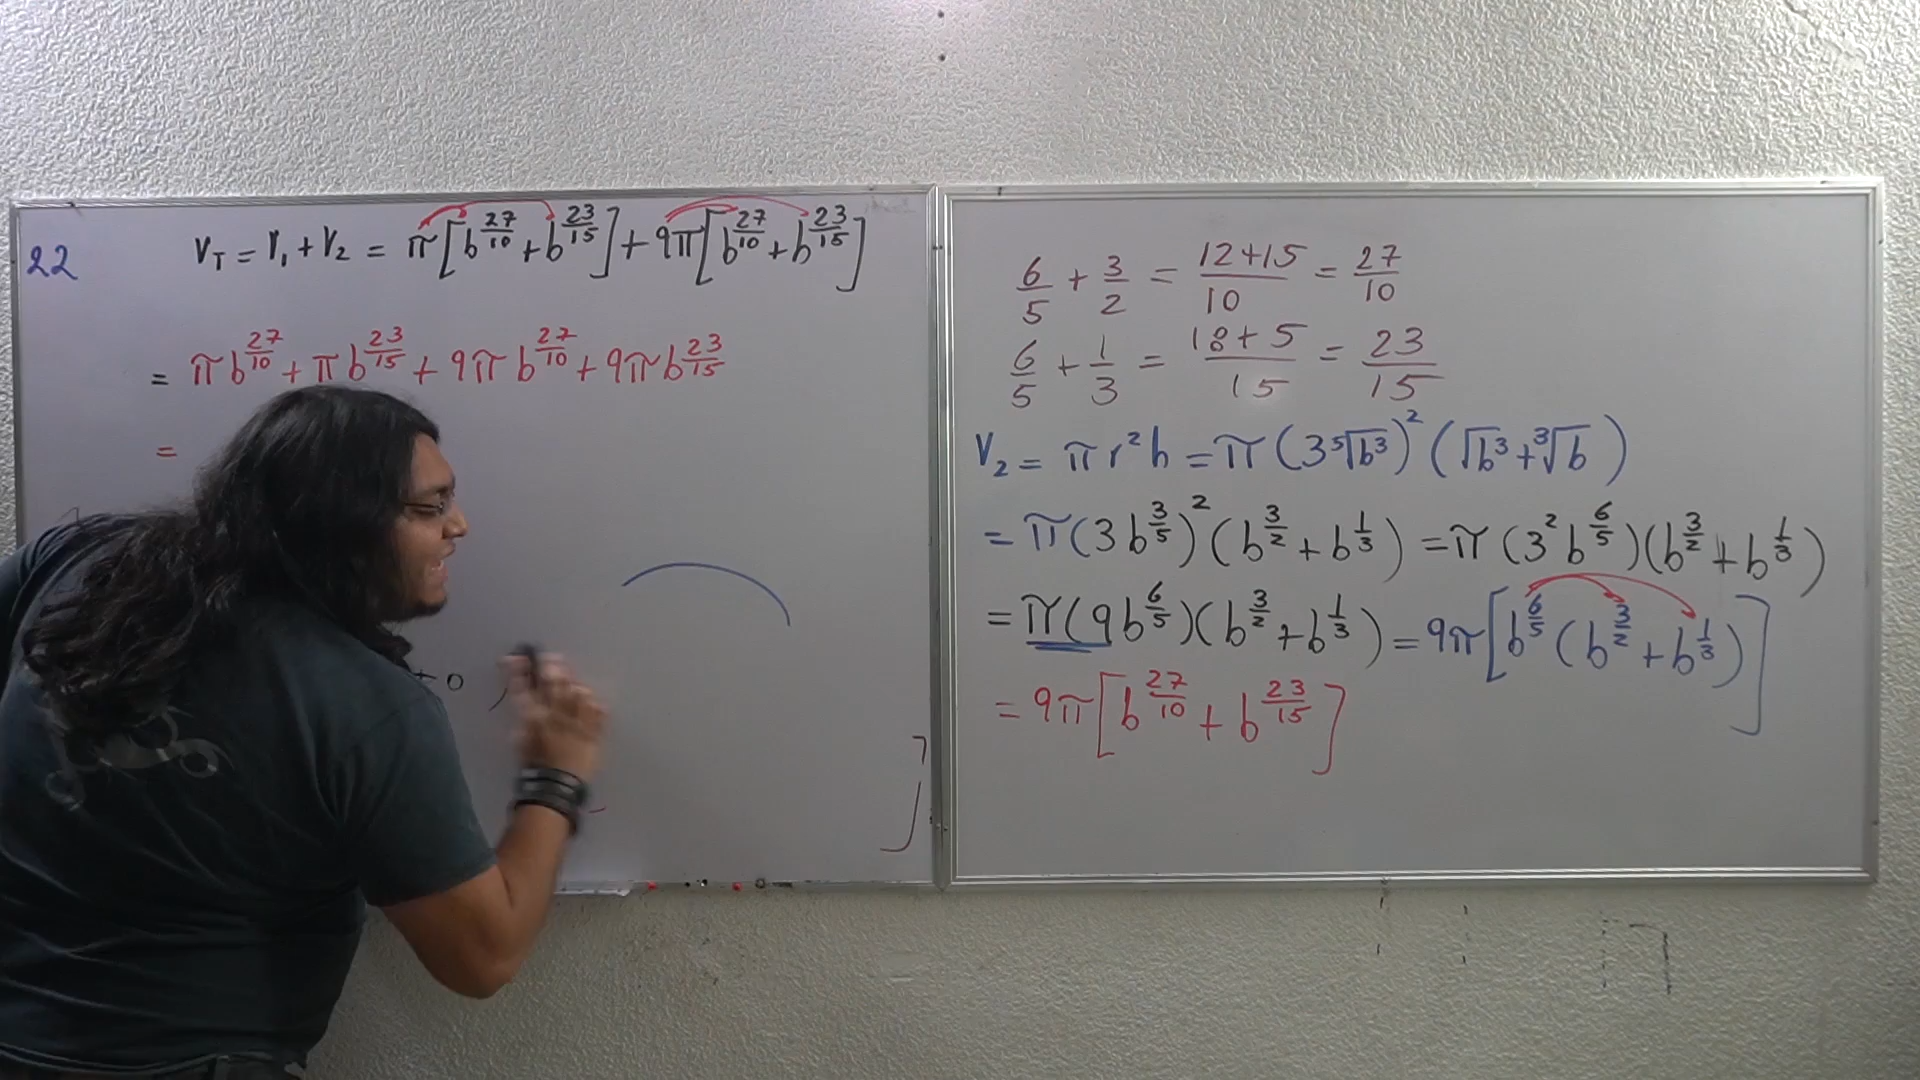 22
V_T = V_1 + V_2 = π[b^{27/10} + b^{23/15}] + 9π[b^{27/10} + b^{23/15}]
= πb^{27/10} + πb^{23/15} + 9πb^{27/10} + 9πb^{23/15}
=
+ 0
6/5 + 3/2 = (12+15)/10 = 27/10
6/5 + 1/3 = (18+5)/15 = 23/15
V_2 = πr²h = π(3⁵√b³)²(√b³ + ³√b)
= π(3b^{3/5})²(b^{3/2} + b^{1/3}) = π(3²b^{6/5})(b^{3/2} + b^{1/3})
= π(9b^{6/5})(b^{3/2} + b^{1/3}) = 9π[b^{6/5}(b^{3/2} + b^{1/3})]
= 9π[b^{27/10} + b^{23/15}]